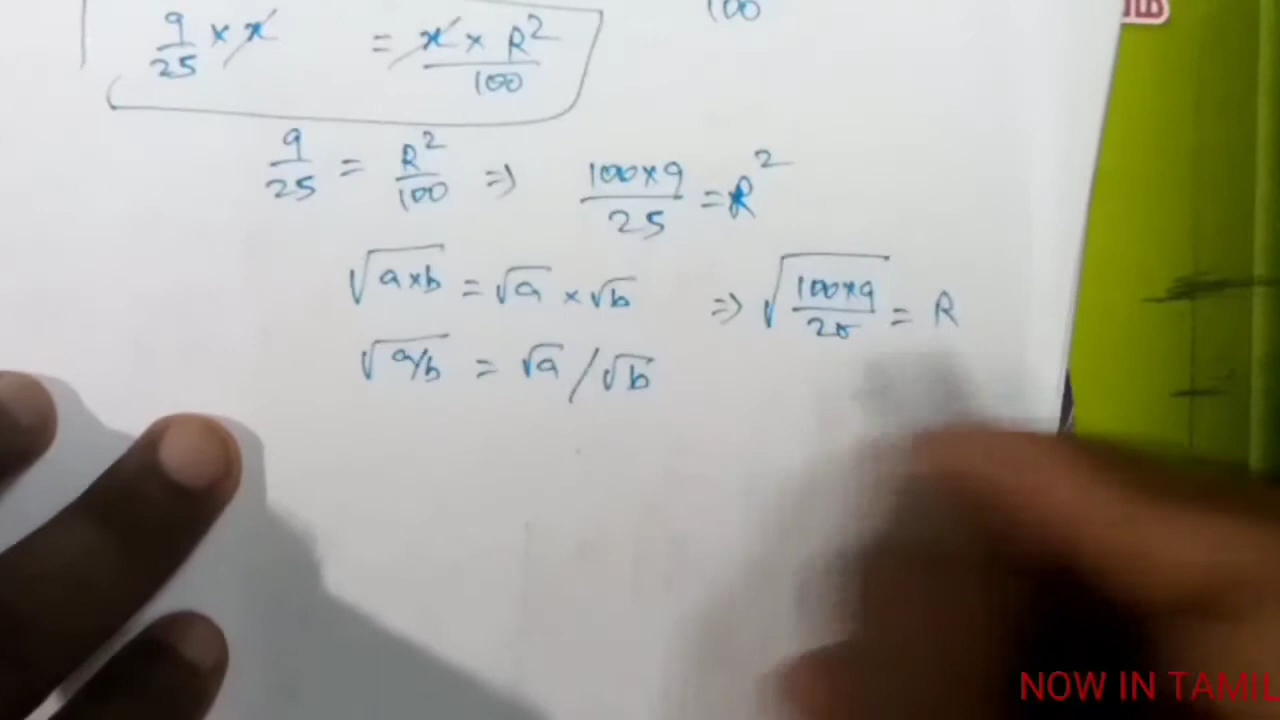 100
9/25 × x = x × R²/100
9/25 = R²/100 ⇒ 100×9/25 = R²
√a×b = √a × √b ⇒ √100×9/25 = R
√a/b = √a / √b
NOW IN TAMIL